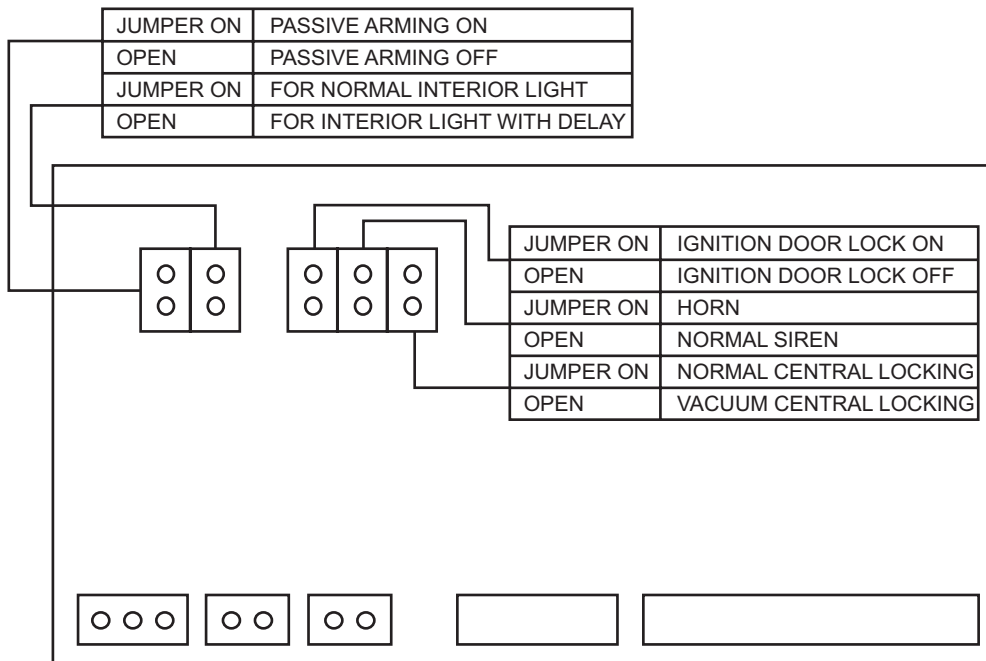 JUMPER ON PASSIVE ARMING ON
OPEN PASSIVE ARMING OFF
JUMPER ON FOR NORMAL INTERIOR LIGHT
OPEN FOR INTERIOR LIGHT WITH DELAY
JUMPER ON IGNITION DOOR LOCK ON
OPEN IGNITION DOOR LOCK OFF
JUMPER ON HORN
OPEN NORMAL SIREN
JUMPER ON NORMAL CENTRAL LOCKING
OPEN VACUUM CENTRAL LOCKING